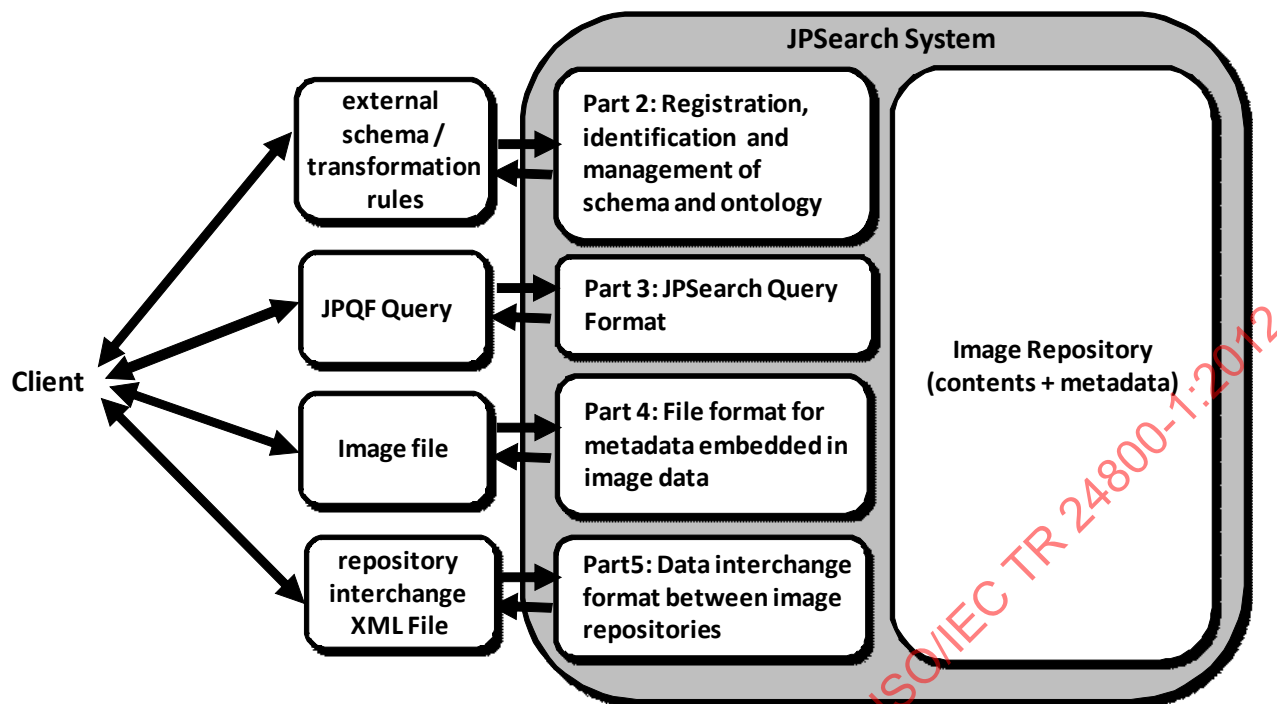 JPSearch System
external
schema /
transformation
rules
Part 2: Registration,
identification and
management of
schema and ontology
JPQF Query
Part 3: JPSearch Query
Format
Client
Image Repository
(contents + metadata)
Image file
Part 4: File format for
metadada embedded in
image data
repository
interchange
XML File
Part5: Data interchange
format between image
repositories
ISO/IEC TR 24800-1:2012